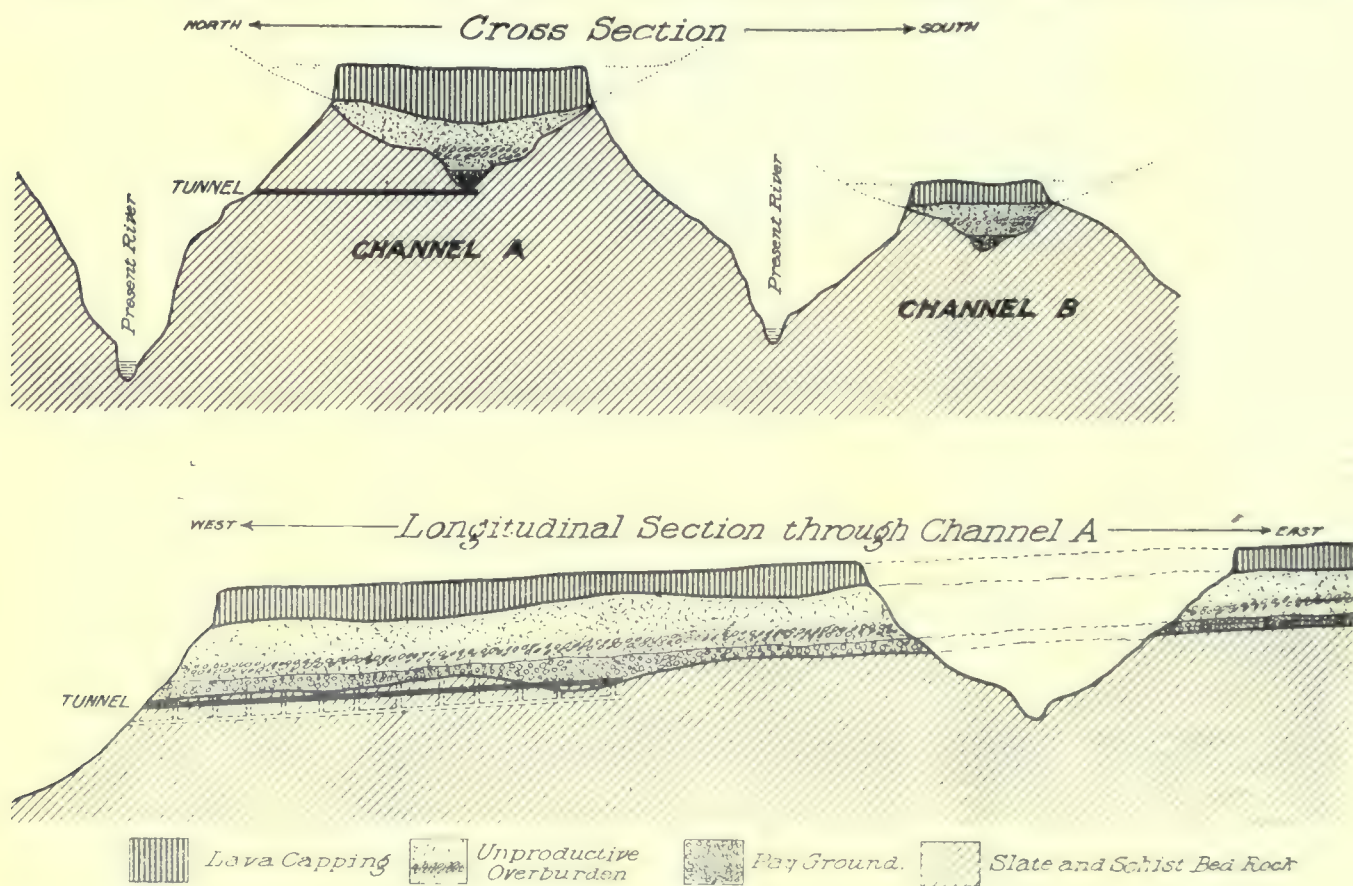 NORTH Cross Section SOUTH
Present River
TUNNEL
CHANNEL A
Present River
CHANNEL B
WEST Longitudinal Section through Channel A EAST
TUNNEL
Lava Capping
Unproductive
Overburden
Pay Ground.
Slate and Schist Bed Rock